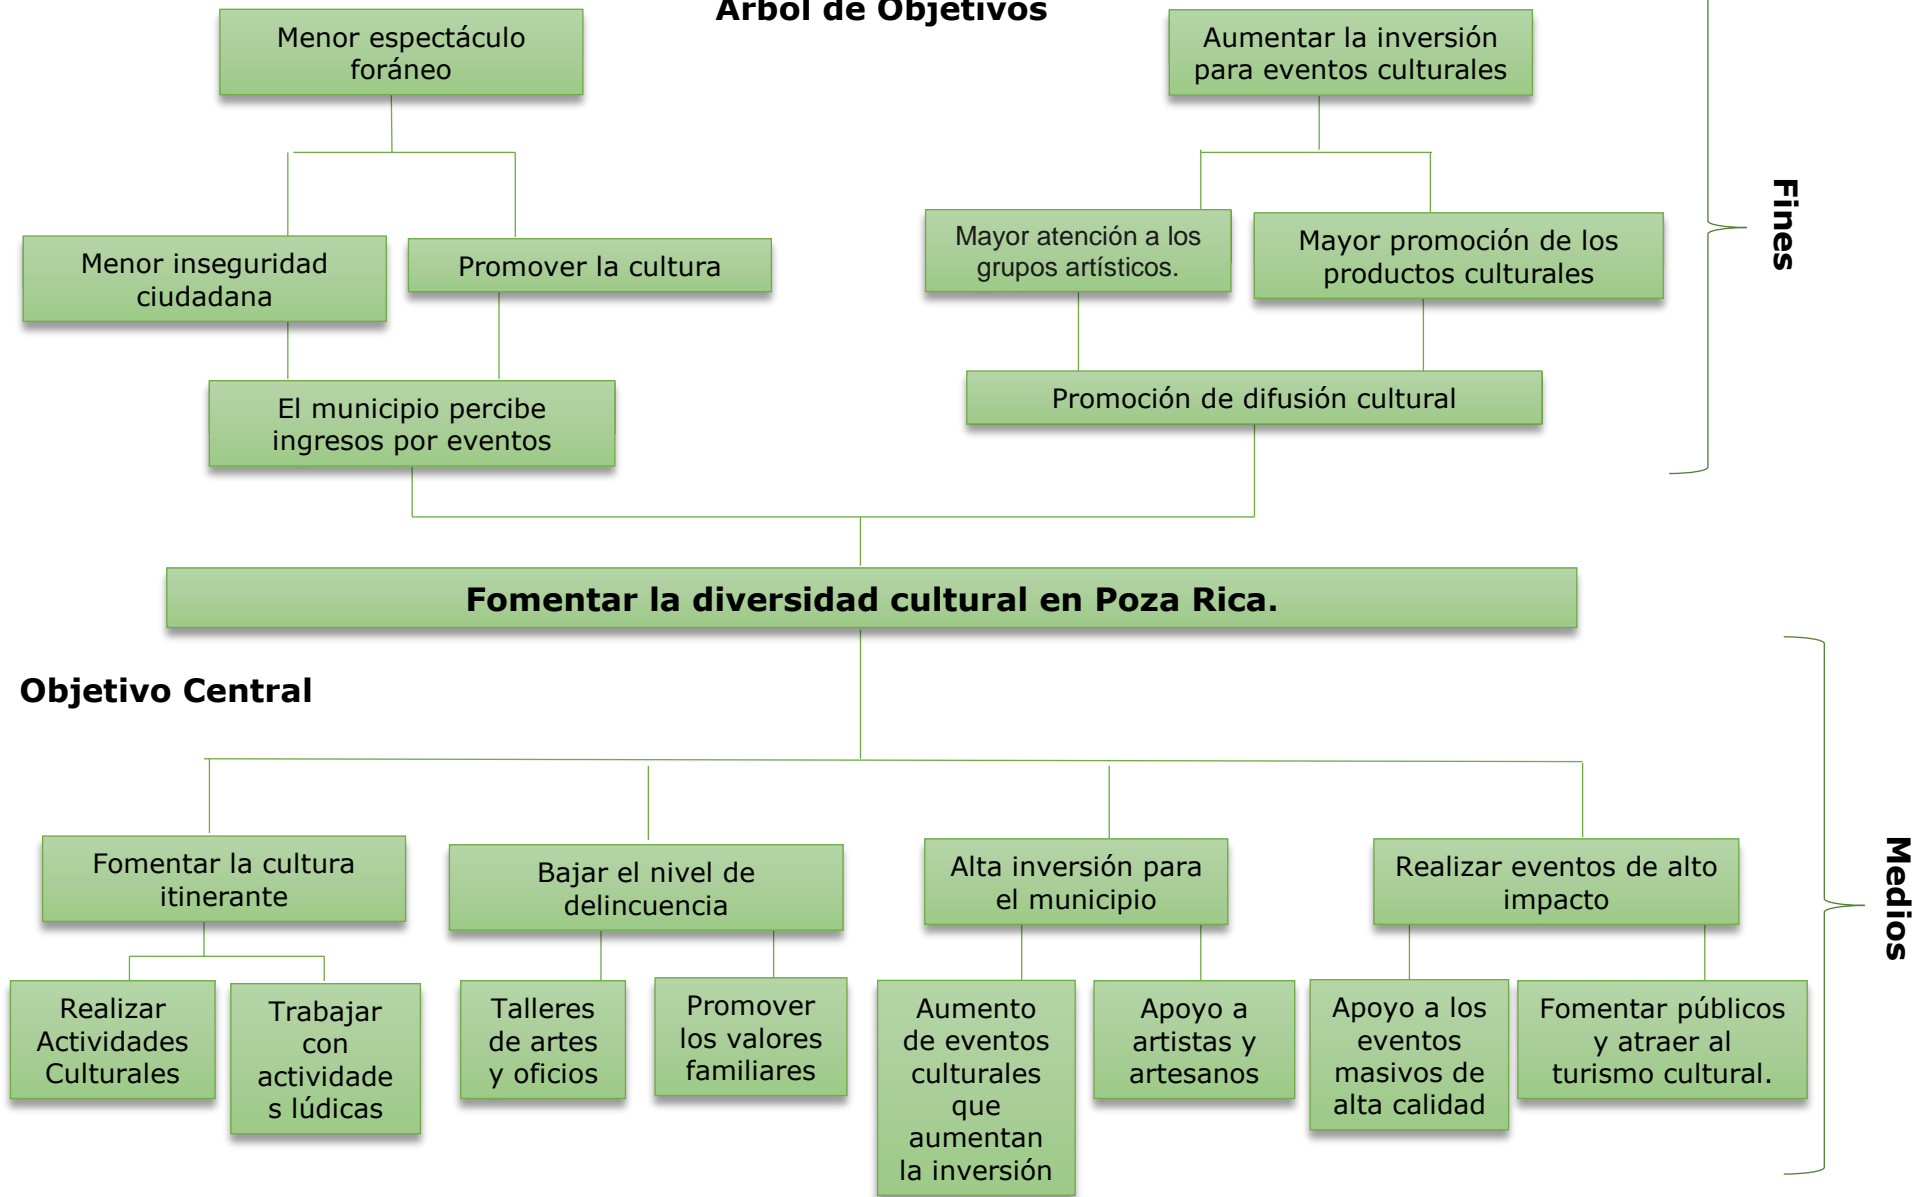 Árbol de Objetivos
Menor espectáculo
foráneo
Aumentar la inversión
para eventos culturales
Fines
Menor inseguridad
ciudadana
Promover la cultura
Mayor atención a los
grupos artísticos.
Mayor promoción de los
productos culturales
El municipio percibe
ingresos por eventos
Promoción de difusión cultural
Fomentar la diversidad cultural en Poza Rica.
Objetivo Central
Fomentar la cultura
itinerante
Bajar el nivel de
delincuencia
Alta inversión para
el municipio
Realizar eventos de alto
impacto
Medios
Realizar
Actividades
Culturales
Trabajar
con
actividade
s lúdicas
Talleres
de artes
y oficios
Promover
los valores
familiares
Aumento
de eventos
culturales
que
aumentan
la inversión
Apoyo a
artistas y
artesanos
Apoyo a los
eventos
masivos de
alta calidad
Fomentar públicos
y atraer al
turismo cultural.